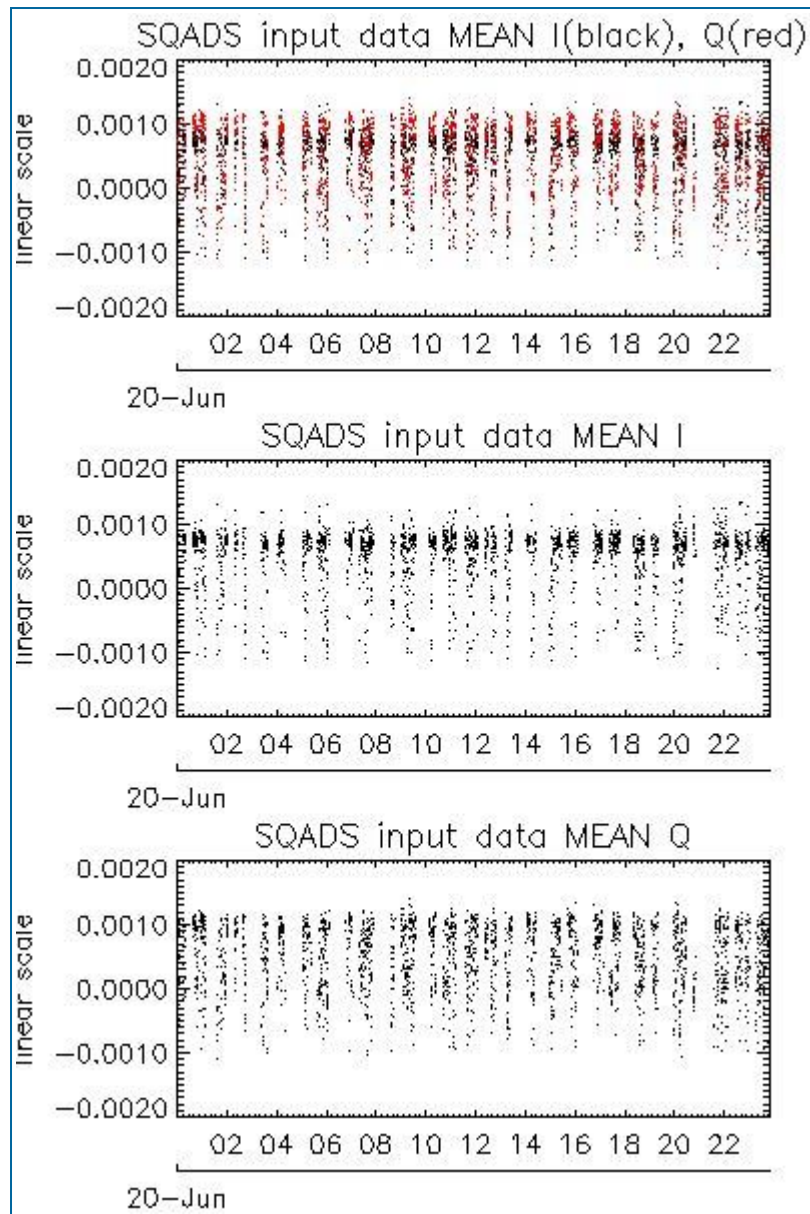 SQADS input data MEAN I(black), Q(red)
0.0020
0.0010
0.0000
−0.0010
−0.0020
linear scale
02 04 06 08 10 12 14 16 18 20 22
20−Jun
SQADS input data MEAN I
0.0020
0.0010
0.0000
−0.0010
−0.0020
linear scale
02 04 06 08 10 12 14 16 18 20 22
20−Jun
SQADS input data MEAN Q
0.0020
0.0010
0.0000
−0.0010
−0.0020
linear scale
02 04 06 08 10 12 14 16 18 20 22
20−Jun